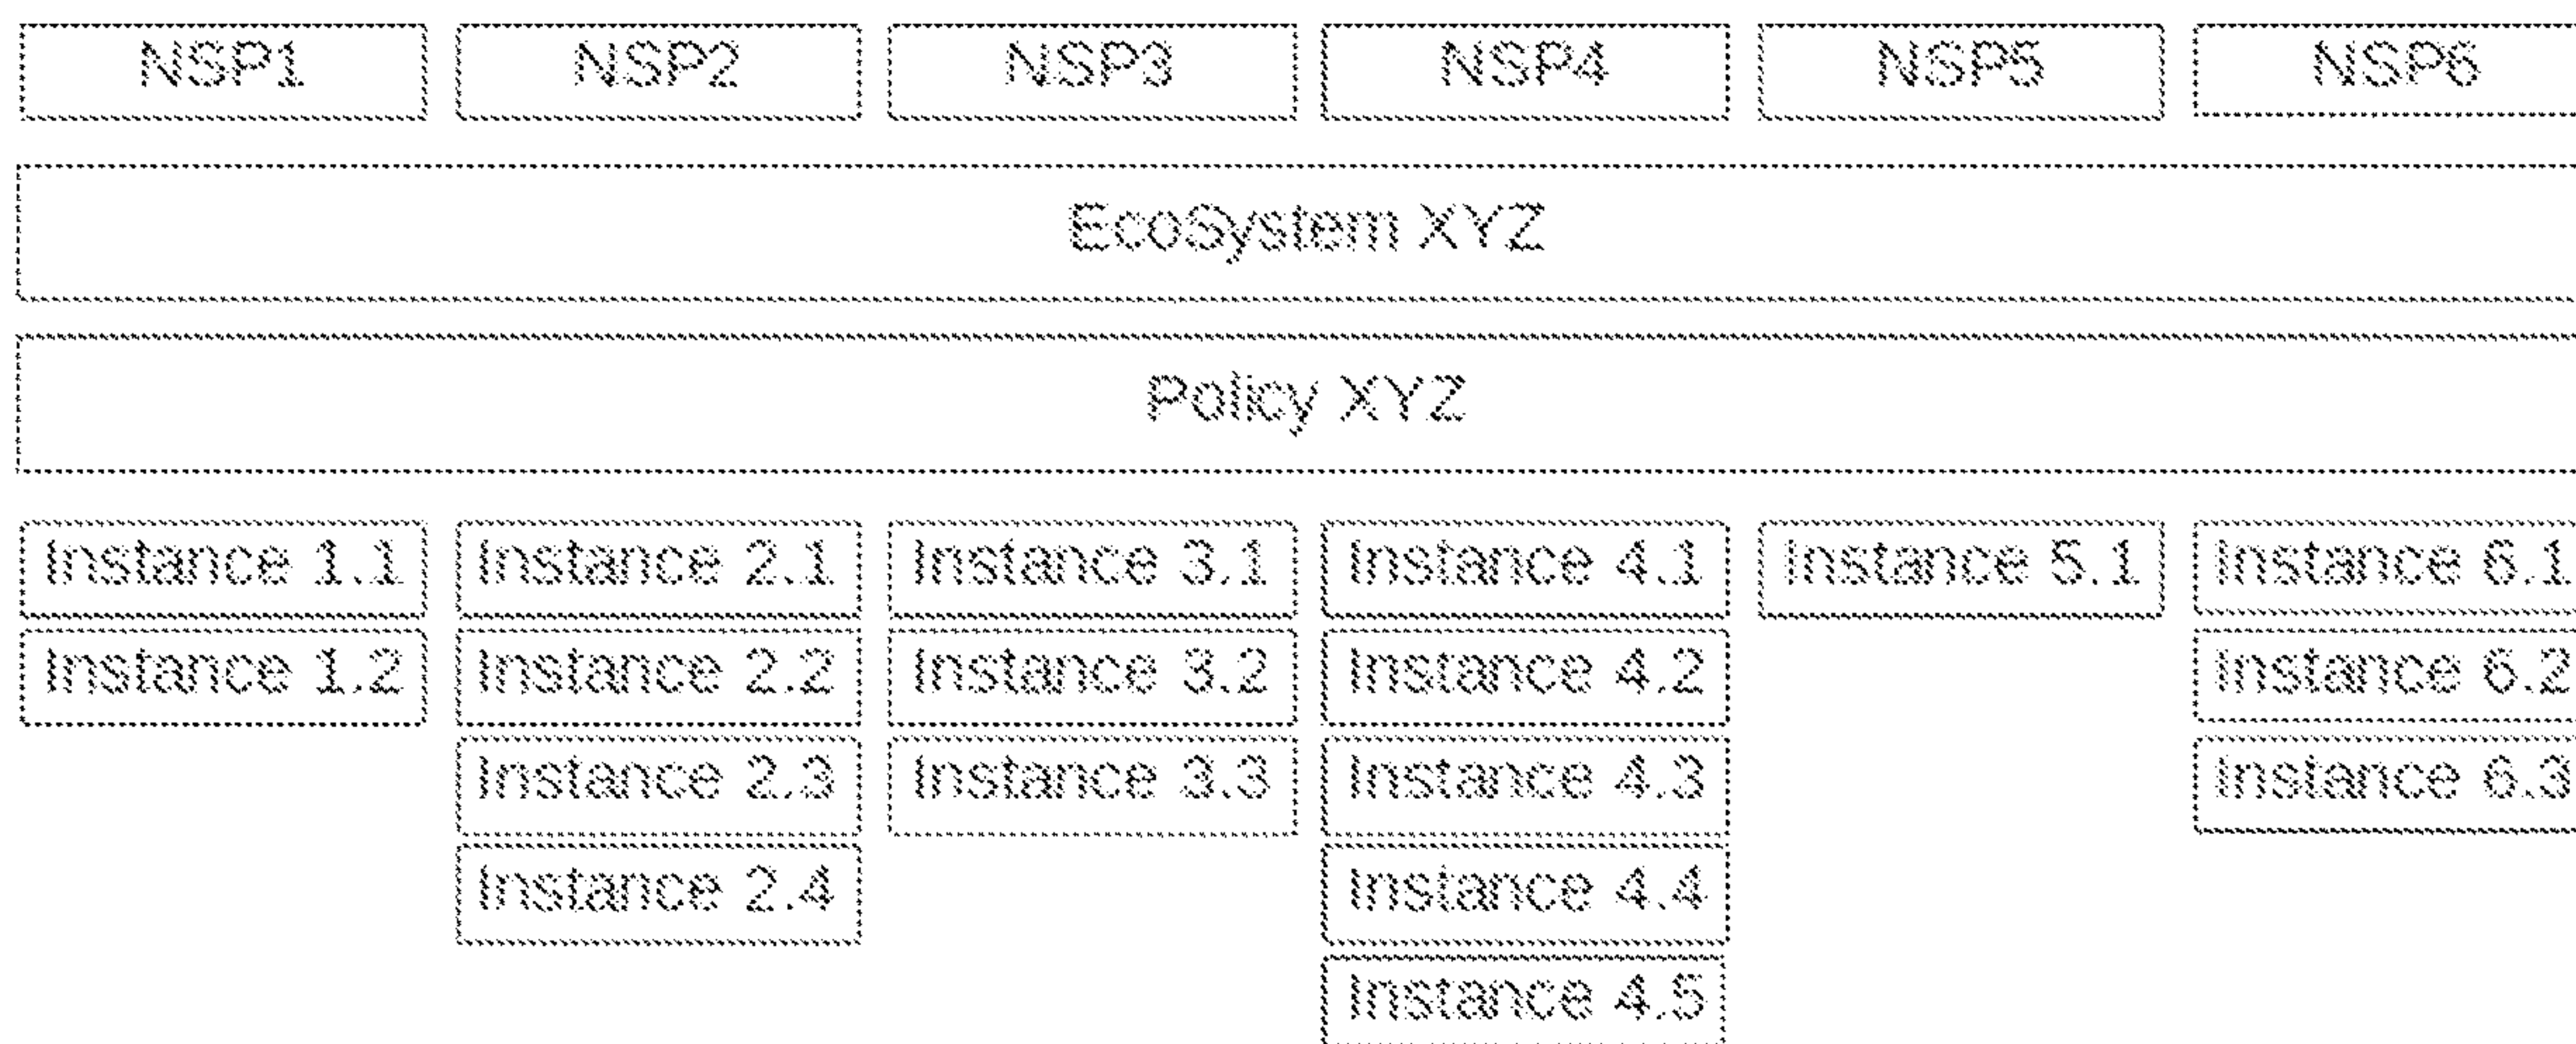 NSP1 NSP2 NSP3 NSP4 NSP5 NSP6
EcoSystem XYZ
Policy XYZ
Instance 1.1 Instance 2.1 Instance 3.1 Instance 4.1 Instance 5.1 Instance 6.1
Instance 1.2 Instance 2.2 Instance 3.2 Instance 4.2 Instance 6.2
Instance 2.3 Instance 3.3 Instance 4.3 Instance 6.3
Instance 2.4 Instance 4.4
Instance 4.5